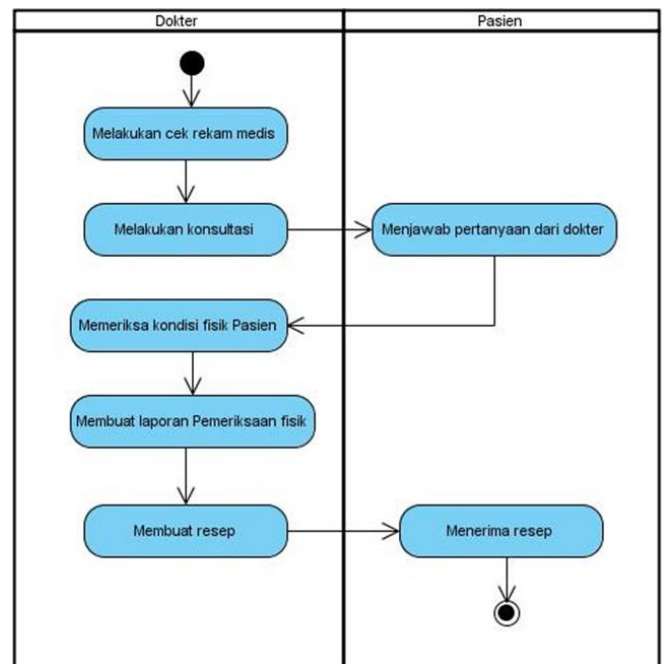 Dokter
Pasien
Melakukan cek rekam medis
Melakukan konsultasi
Menjawab pertanyaan dari dokter
Memeriksa kondisi fisik Pasien
Membuat laporan Pemeriksaan fisik
Membuat resep
Menerima resep